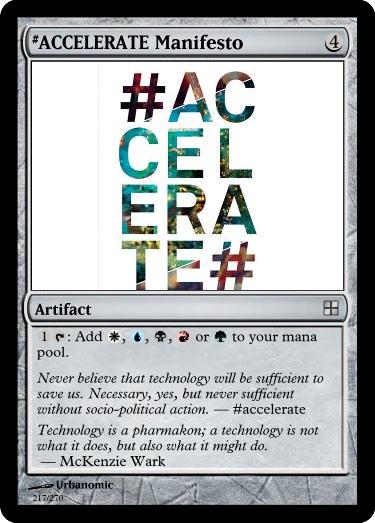 #ACCELERATE Manifesto 4
#AC
CEL
ERA
TE#
Artifact
1 : Add , , , or to your mana
pool.
Never believe that technology will be sufficient to
save us. Necessary, yes, but never sufficient
without socio-political action. — #accelerate
Technology is a pharmakon; a technology is not
what it does, but also what it might do.
— McKenzie Wark
Urbanomic
217/270